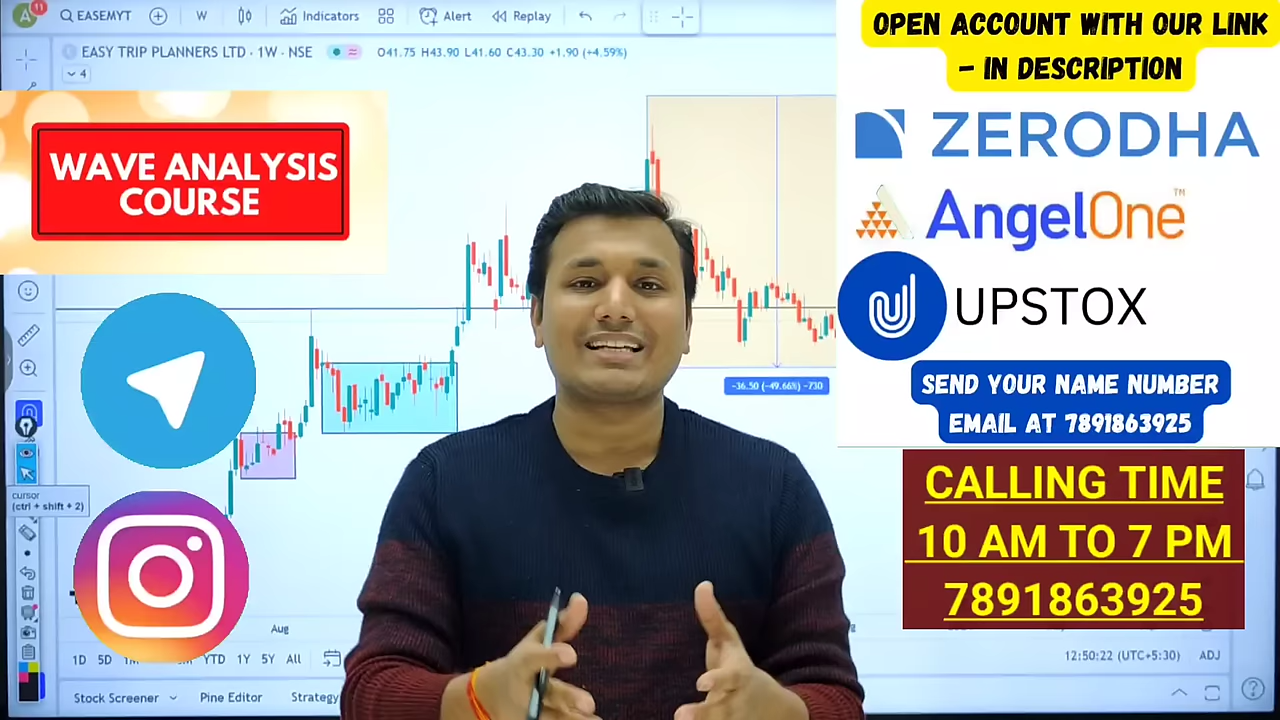 11
EASEMYT
W
Indicators
Alert
Replay
EASY TRIP PLANNERS LTD · 1W · NSE
O41.75 H43.90 L41.60 C43.30 +1.90 (+4.59%)
4
WAVE ANALYSIS
COURSE
OPEN ACCOUNT WITH OUR LINK
- IN DESCRIPTION
ZERODHA
AngelOne™
UPSTOX
SEND YOUR NAME NUMBER
EMAIL AT 7891863925
CALLING TIME
10 AM TO 7 PM
7891863925
-36.50 (-49.66%) -730
cursor
(ctrl + shift + 2)
Aug
1D 5D YTD 1Y 5Y All
12:50:22 (UTC+5:30) ADJ
Stock Screener
Pine Editor
Strategy